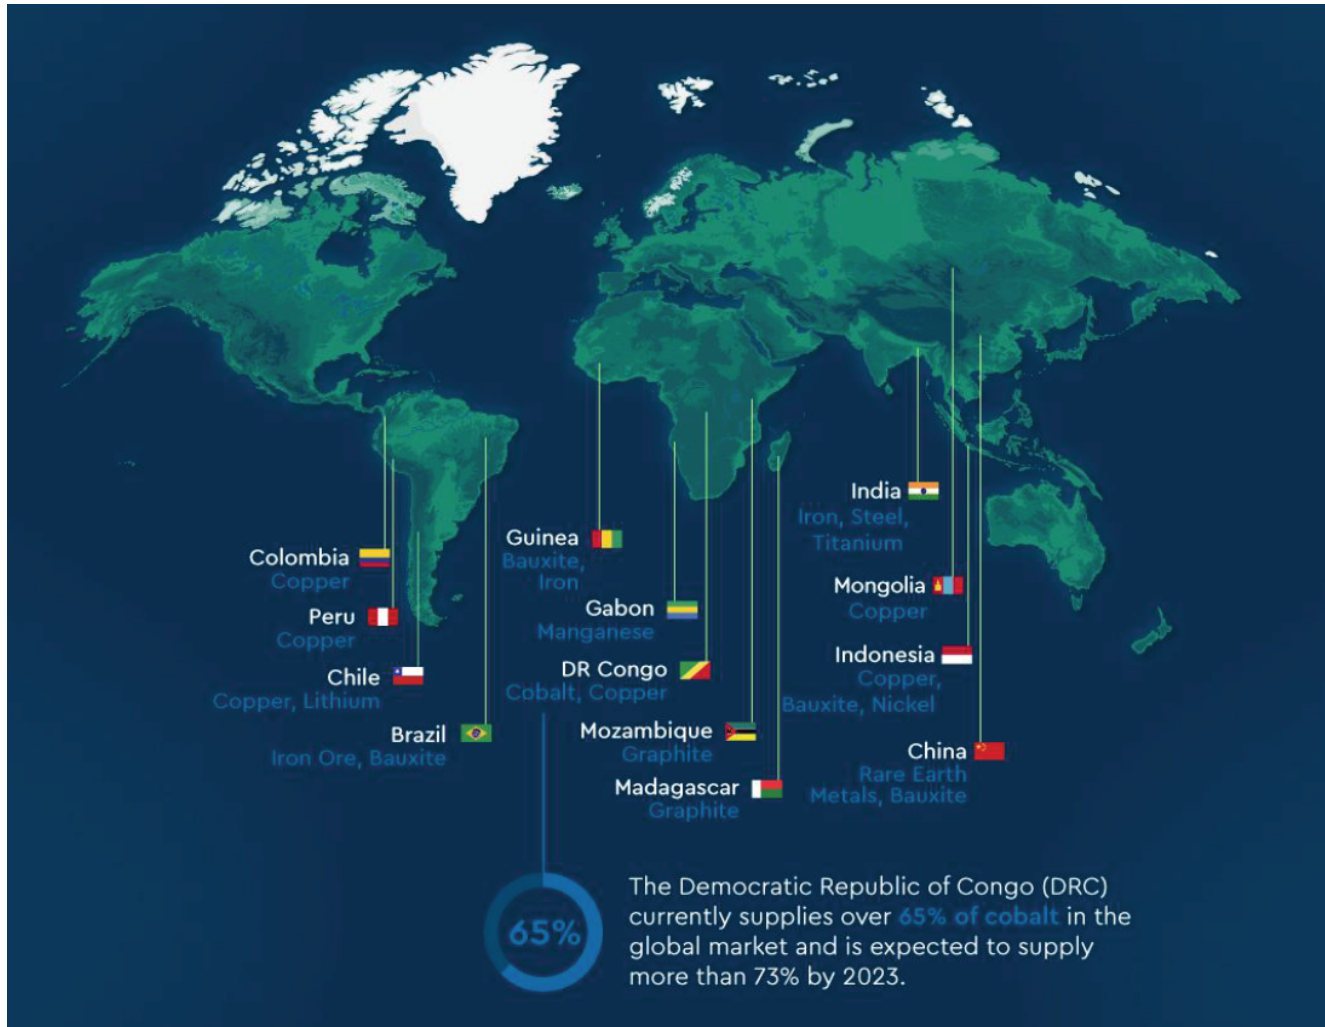 Colombia
Copper
Peru
Copper
Chile
Copper, Lithium
Brazil
Iron Ore, Bauxite
Guinea
Bauxite,
Iron
Gabon
Manganese
DR Congo
Cobalt, Copper
Mozambique
Graphite
Madagascar
Graphite
India
Iron, Steel,
Titanium
Mongolia
Copper
Indonesia
Copper,
Bauxite, Nickel
China
Rare Earth
Metals, Bauxite
65%
The Democratic Republic of Congo (DRC)
currently supplies over 65% of cobalt in the
global market and is expected to supply
more than 73% by 2023.